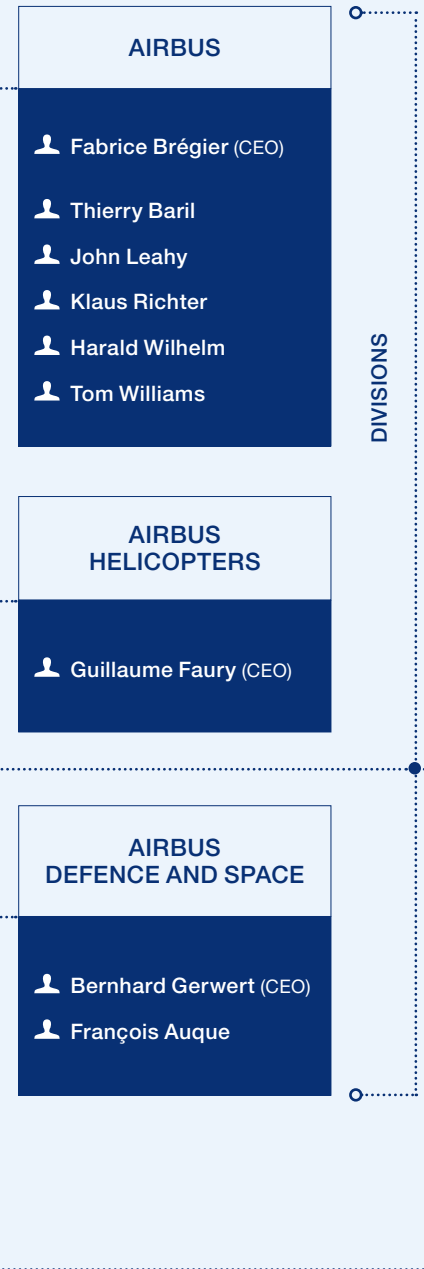 AIRBUS
Fabrice Brégier (CEO)
Thierry Baril
John Leahy
Klaus Richter
Harald Wilhelm
Tom Williams
DIVISIONS
AIRBUS
HELICOPTERS
Guillaume Faury (CEO)
AIRBUS
DEFENCE AND SPACE
Bernhard Gerwert (CEO)
François Auque